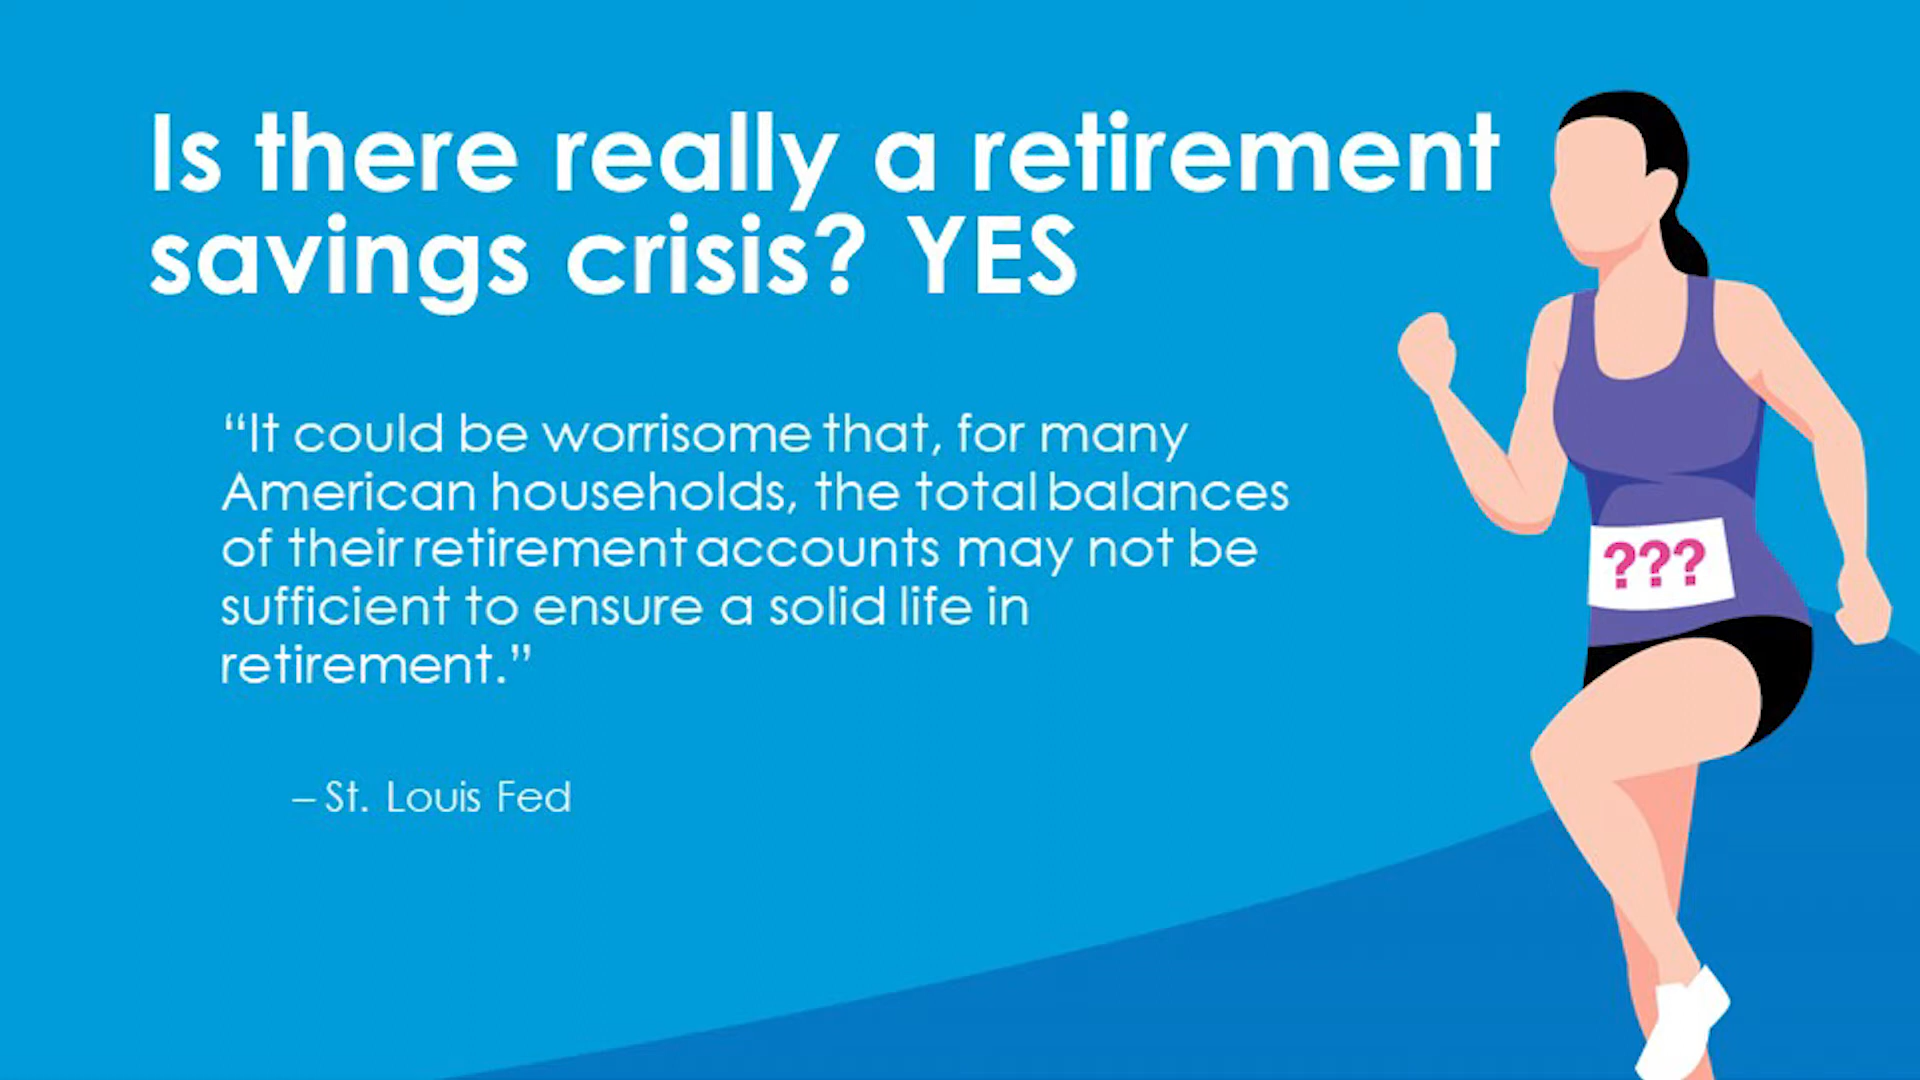 Is there really a retirement
savings crisis? YES
“It could be worrisome that, for many
American households, the total balances
of their retirement accounts may not be
sufficient to ensure a solid life in
retirement.”
– St. Louis Fed
???